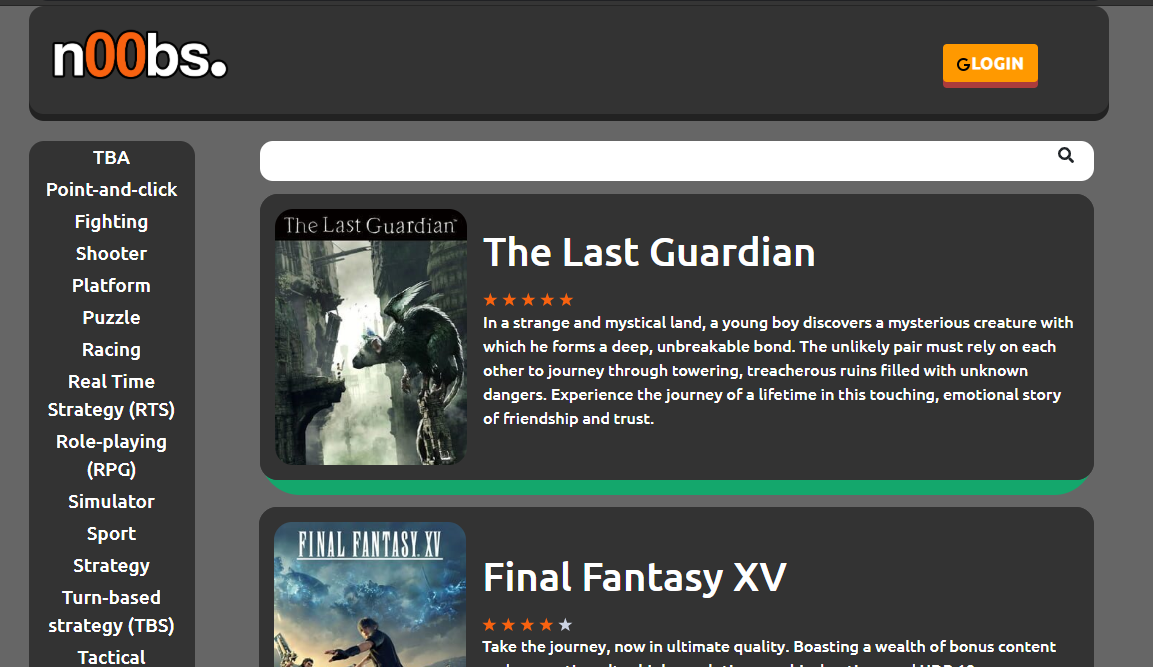 n00bs.
GLOGIN
TBA
Point-and-click
Fighting
Shooter
Platform
Puzzle
Racing
Real Time
Strategy (RTS)
Role-playing
(RPG)
Simulator
Sport
Strategy
Turn-based
strategy (TBS)
Tactical
The Last Guardian™
The Last Guardian
In a strange and mystical land, a young boy discovers a mysterious creature with
which he forms a deep, unbreakable bond. The unlikely pair must rely on each
other to journey through towering, treacherous ruins filled with unknown
dangers. Experience the journey of a lifetime in this touching, emotional story
of friendship and trust.
FINAL FANTASY XV
Final Fantasy XV
Take the journey, now in ultimate quality. Boasting a wealth of bonus content